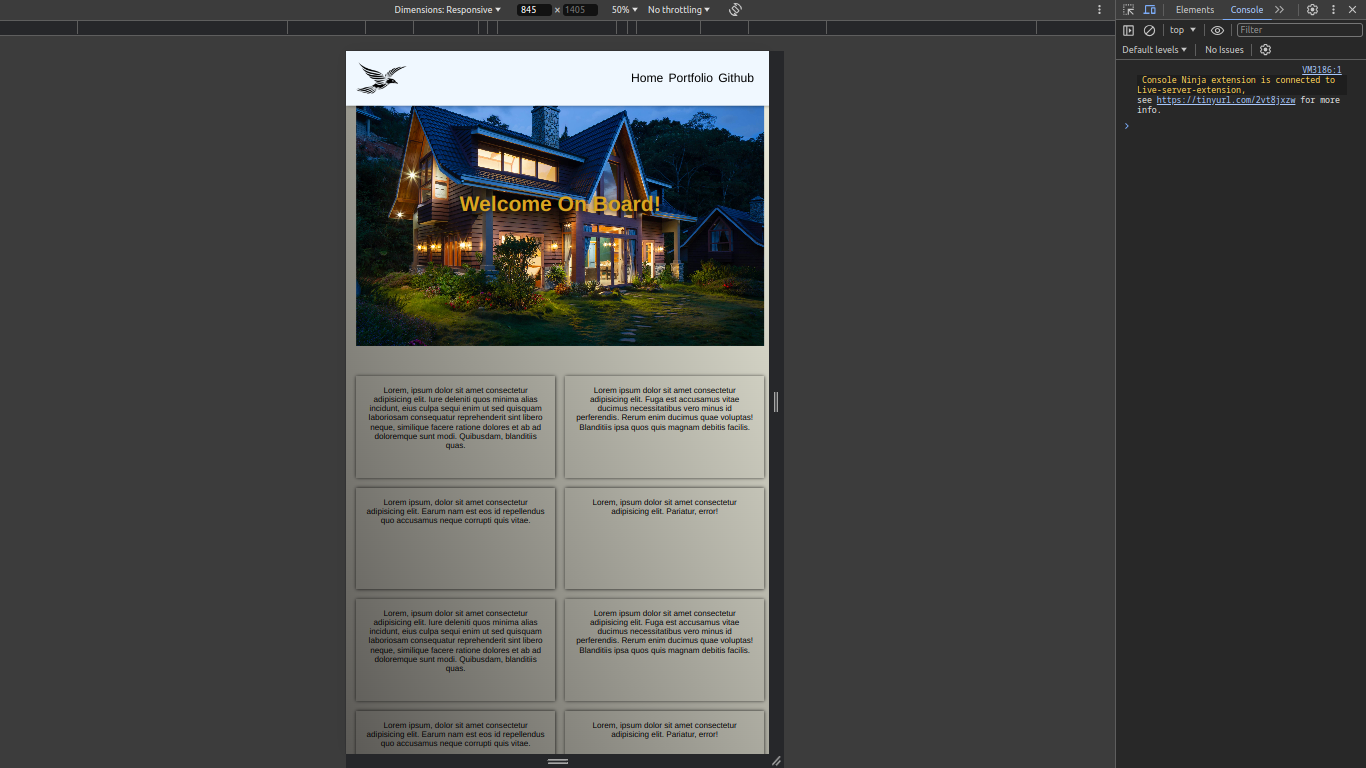 Dimensions: Responsive 845 × 1405 50% No throttling
Elements Console
top Filter
Default levels No Issues
VM3186:1
Console Ninja extension is connected to
Live-server-extension,
see https://tinyurl.com/2vt8jxzw for more
info.
Home Portfolio Github
Welcome On Board!
Lorem, ipsum dolor sit amet consectetur
adipisicing elit. Iure deleniti quos minima alias
incidunt, eius culpa sequi enim ut sed quisquam
laboriosam consequatur reprehenderit sint libero
neque, similique facere ratione dolores et ab ad
doloremque sunt modi. Quibusdam, blanditiis
quas.
Lorem ipsum dolor sit amet consectetur
adipisicing elit. Fuga est accusamus vitae
ducimus necessitatibus vero minus id
perferendis. Rerum enim ducimus quae voluptas!
Blanditiis ipsa quos quis magnam debitis facilis.
Lorem ipsum, dolor sit amet consectetur
adipisicing elit. Earum nam est eos id repellendus
quo accusamus neque corrupti quis vitae.
Lorem ipsum dolor sit amet consectetur
adipisicing elit. Pariatur, error!
Lorem, ipsum dolor sit amet consectetur
adipisicing elit. Iure deleniti quos minima alias
incidunt, eius culpa sequi enim ut sed quisquam
laboriosam consequatur reprehenderit sint libero
neque, similique facere ratione dolores et ab ad
doloremque sunt modi. Quibusdam, blanditiis
quas.
Lorem ipsum dolor sit amet consectetur
adipisicing elit. Fuga est accusamus vitae
ducimus necessitatibus vero minus id
perferendis. Rerum enim ducimus quae voluptas!
Blanditiis ipsa quos quis magnam debitis facilis.
Lorem ipsum, dolor sit amet consectetur
adipisicing elit. Earum nam est eos id repellendus
quo accusamus neque corrupti quis vitae.
Lorem ipsum dolor sit amet consectetur
adipisicing elit. Pariatur, error!